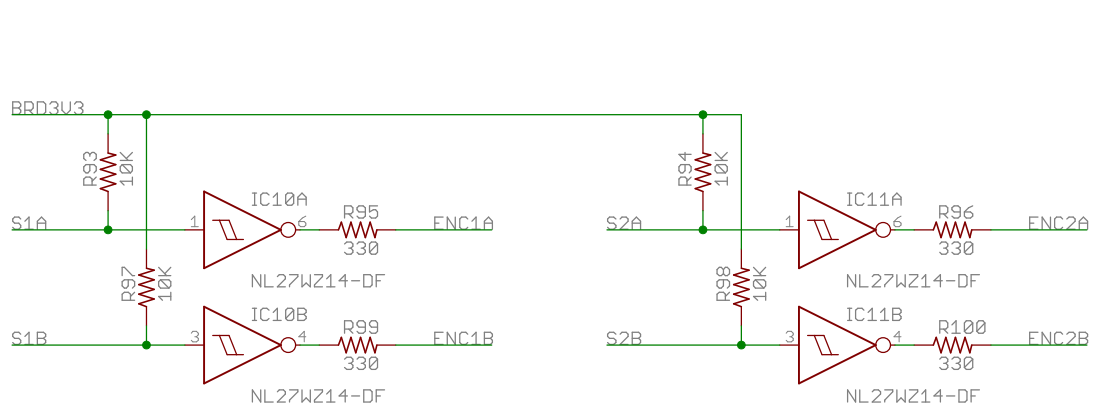 BRD3V3
R93
10K
R94
10K
S1A
1
IC10A
6
R95
330
ENC1A
NL27WZ14-DF
S2A
1
IC11A
6
R96
330
ENC2A
NL27WZ14-DF
R97
10K
R98
10K
S1B
3
IC10B
4
R99
330
ENC1B
NL27WZ14-DF
S2B
3
IC11B
4
R100
330
ENC2B
NL27WZ14-DF